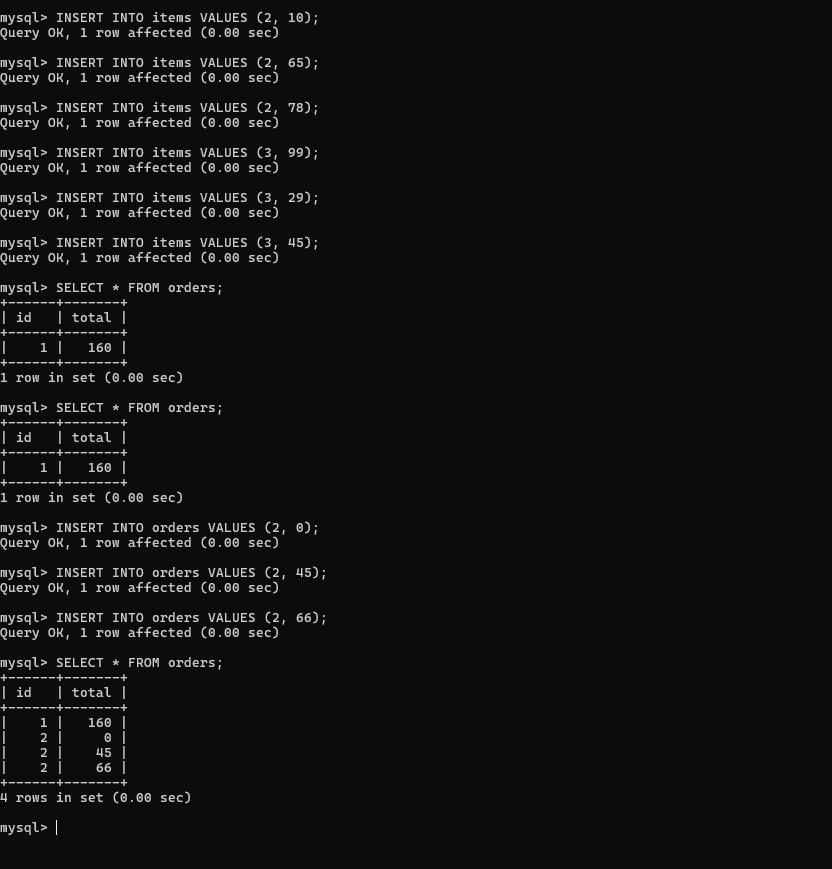 mysql> INSERT INTO items VALUES (2, 10);
Query OK, 1 row affected (0.00 sec)
mysql> INSERT INTO items VALUES (2, 65);
Query OK, 1 row affected (0.00 sec)
mysql> INSERT INTO items VALUES (2, 78);
Query OK, 1 row affected (0.00 sec)
mysql> INSERT INTO items VALUES (3, 99);
Query OK, 1 row affected (0.00 sec)
mysql> INSERT INTO items VALUES (3, 29);
Query OK, 1 row affected (0.00 sec)
mysql> INSERT INTO items VALUES (3, 45);
Query OK, 1 row affected (0.00 sec)
mysql> SELECT * FROM orders;
+------+-------+
| id   | total |
+------+-------+
|    1 |   160 |
+------+-------+
1 row in set (0.00 sec)
mysql> SELECT * FROM orders;
+------+-------+
| id   | total |
+------+-------+
|    1 |   160 |
+------+-------+
1 row in set (0.00 sec)
mysql> INSERT INTO orders VALUES (2, 0);
Query OK, 1 row affected (0.00 sec)
mysql> INSERT INTO orders VALUES (2, 45);
Query OK, 1 row affected (0.00 sec)
mysql> INSERT INTO orders VALUES (2, 66);
Query OK, 1 row affected (0.00 sec)
mysql> SELECT * FROM orders;
+------+-------+
| id   | total |
+------+-------+
|    1 |   160 |
|    2 |     0 |
|    2 |    45 |
|    2 |    66 |
+------+-------+
4 rows in set (0.00 sec)
mysql>